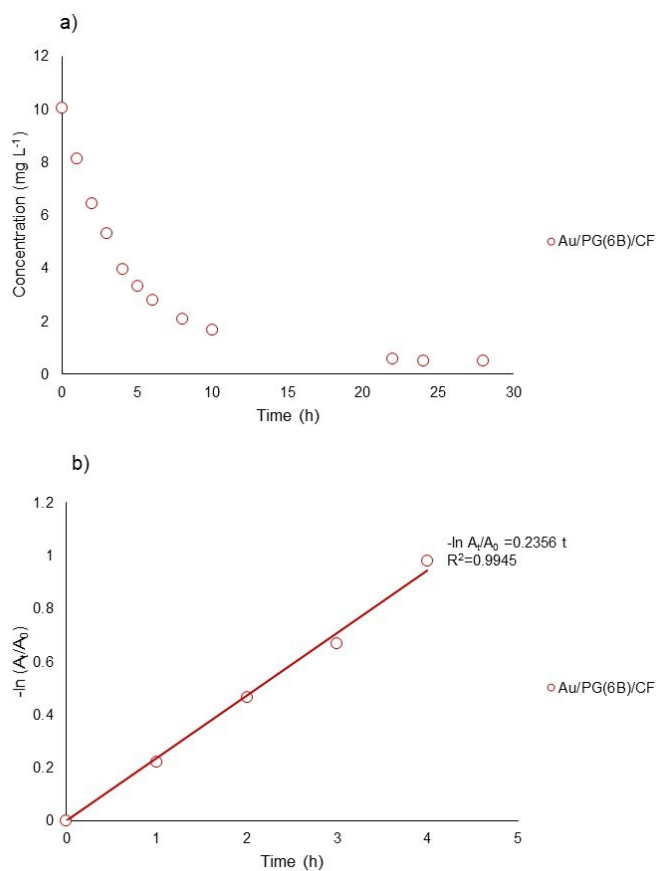 a)
12
10
8
6
4
2
0
Concentration (mg L⁻¹)
0 5 10 15 20 25 30
Time (h)
Au/PG(6B)/CF
b)
1.2
1
0.8
0.6
0.4
0.2
0
-ln (Aₜ/A₀)
-ln Aₜ/A₀ =0.2356 t
R²=0.9945
0 1 2 3 4 5
Time (h)
Au/PG(6B)/CF